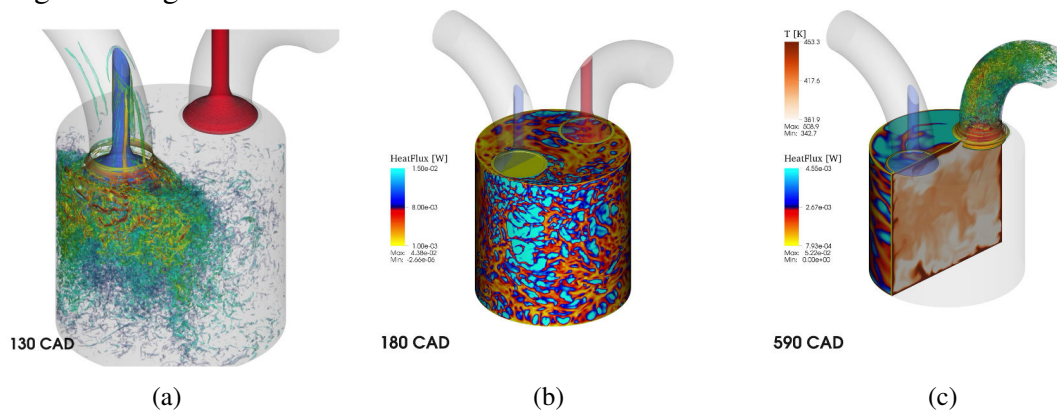 130 CAD
(a)
HeatFlux [W]
1.50e-02
8.00e-03
1.00e-03
Max: 4.38e-02
Min: -2.66e-06
180 CAD
(b)
T [K]
453.3
417.6
381.9
Max: 508.9
Min: 342.7
HeatFlux [W]
4.55e-03
2.67e-03
7.93e-04
Max: 5.22e-02
Min: 0.00e+00
590 CAD
(c)